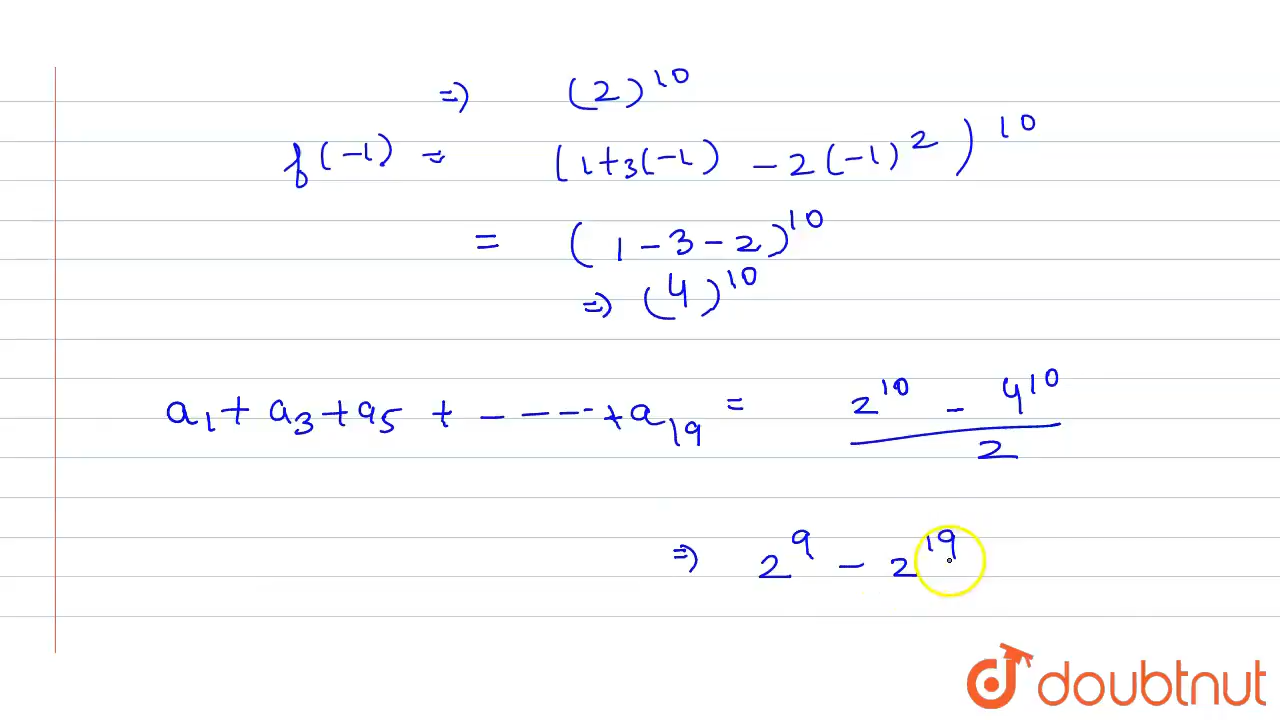 ⇒ (2)^10
f(-1) = (1+3(-1) - 2(-1)^2)^10
= (1-3-2)^10
⇒ (4)^10
a_1 + a_3 + a_5 + ----- + a_19 = (2^10 - 4^10)/2
⇒ 2^9 - 2^19
doubtnut